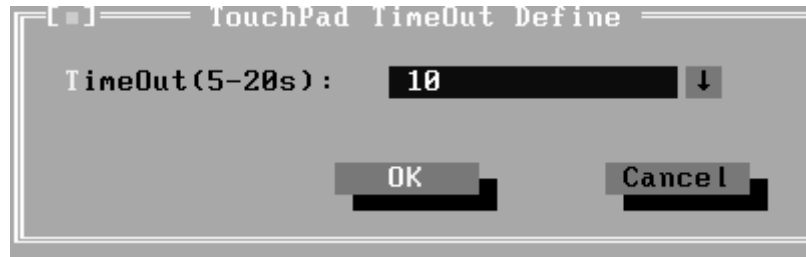 [■] TouchPad TimeOut Define
TimeOut(5-20s): 10 ↓
OK Cancel